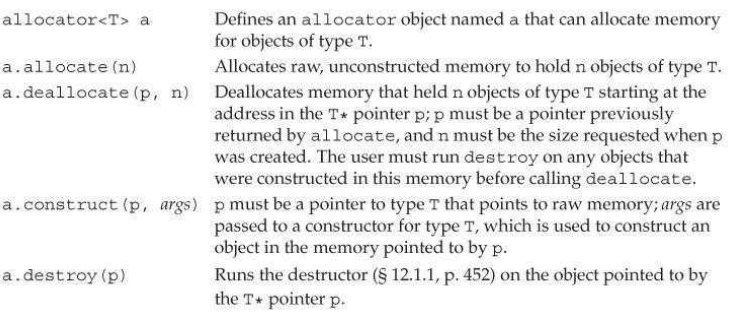 allocator<T> a Defines an allocator object named a that can allocate memory
for objects of type T.
a.allocate(n) Allocates raw, unconstructed memory to hold n objects of type T.
a.deallocate(p, n) Deallocates memory that held n objects of type T starting at the
address in the T* pointer p; p must be a pointer previously
returned by allocate, and n must be the size requested when p
was created. The user must run destroy on any objects that
were constructed in this memory before calling deallocate.
a.construct(p, args) p must be a pointer to type T that points to raw memory; args are
passed to a constructor for type T, which is used to construct an
object in the memory pointed to by p.
a.destroy(p) Runs the destructor (§ 12.1.1, p. 452) on the object pointed to by
the T* pointer p.